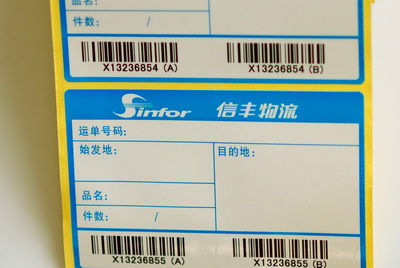 品名:
件数: /
X13236854 (A) X13236854 (B)
Sinfor 信丰物流
运单号码:
始发地: 目的地:
品名:
件数: /
X13236855 (A) X13236855 (B)